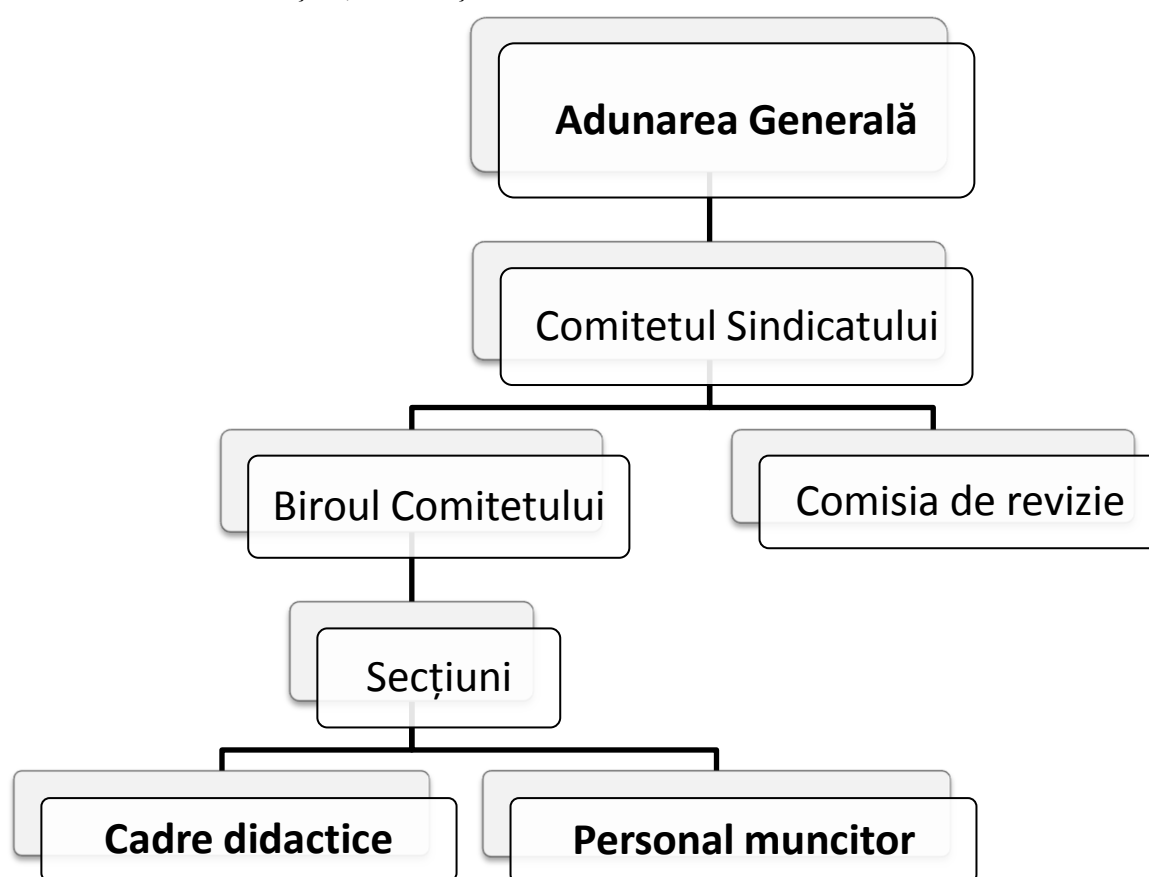 Adunarea Generală
Comitetul Sindicatului
Biroul Comitetului
Comisia de revizie
Secțiuni
Cadre didactice
Personal muncitor